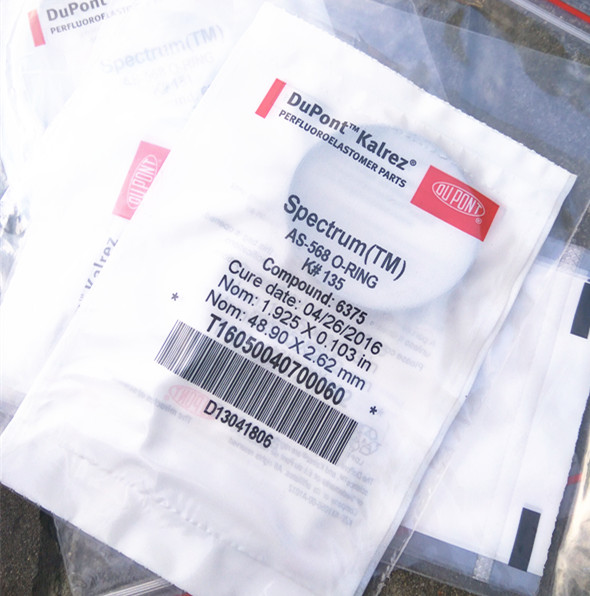 DuPont
PERFLUOROELASTOMER
Spectrum(TM)
DuPont™ Kalrez®
PERFLUOROELASTOMER PARTS
DUPONT®
Spectrum(TM)
AS-568 O-RING
K# 135
Compound: 6375
Cure date: 04/26/2016
Nom: 1.925 X 0.103 in
Nom: 48.90 X 2.62 mm
T16050040700060
* *
D13041806
DUPONT
Kalrez